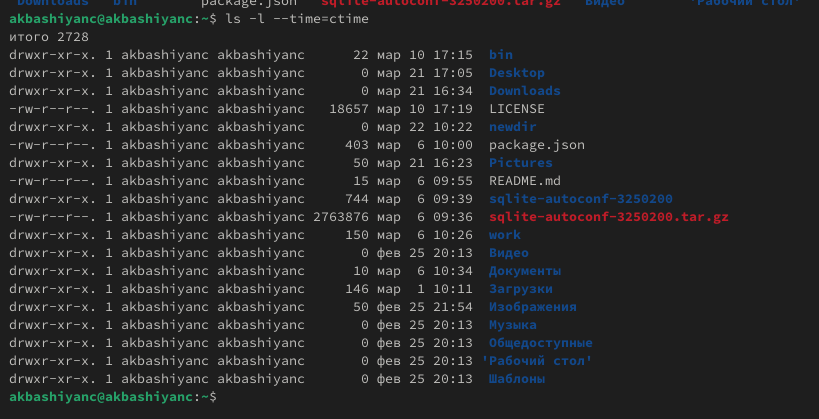 Downloads  bin  package.json  sqlite-autoconf-3250200.tar.gz  Видео  'Рабочий стол'
akbashiyanc@akbashiyanc:~$ ls -l --time=ctime
итого 2728
drwxr-xr-x. 1 akbashiyanc akbashiyanc      22 мар 10 17:15  bin
drwxr-xr-x. 1 akbashiyanc akbashiyanc       0 мар 21 17:05  Desktop
drwxr-xr-x. 1 akbashiyanc akbashiyanc       0 мар 21 16:34  Downloads
-rw-r--r--. 1 akbashiyanc akbashiyanc   18657 мар 10 17:19  LICENSE
drwxr-xr-x. 1 akbashiyanc akbashiyanc       0 мар 22 10:22  newdir
-rw-r--r--. 1 akbashiyanc akbashiyanc     403 мар  6 10:00  package.json
drwxr-xr-x. 1 akbashiyanc akbashiyanc      50 мар 21 16:23  Pictures
-rw-r--r--. 1 akbashiyanc akbashiyanc      15 мар  6 09:55  README.md
drwxr-xr-x. 1 akbashiyanc akbashiyanc     744 мар  6 09:39  sqlite-autoconf-3250200
-rw-r--r--. 1 akbashiyanc akbashiyanc 2763876 мар  6 09:36  sqlite-autoconf-3250200.tar.gz
drwxr-xr-x. 1 akbashiyanc akbashiyanc     150 мар  6 10:26  work
drwxr-xr-x. 1 akbashiyanc akbashiyanc       0 фев 25 20:13  Видео
drwxr-xr-x. 1 akbashiyanc akbashiyanc      10 мар  6 10:34  Документы
drwxr-xr-x. 1 akbashiyanc akbashiyanc     146 мар  1 10:11  Загрузки
drwxr-xr-x. 1 akbashiyanc akbashiyanc      50 фев 25 21:54  Изображения
drwxr-xr-x. 1 akbashiyanc akbashiyanc       0 фев 25 20:13  Музыка
drwxr-xr-x. 1 akbashiyanc akbashiyanc       0 фев 25 20:13  Общедоступные
drwxr-xr-x. 1 akbashiyanc akbashiyanc       0 фев 25 20:13 'Рабочий стол'
drwxr-xr-x. 1 akbashiyanc akbashiyanc       0 фев 25 20:13  Шаблоны
akbashiyanc@akbashiyanc:~$